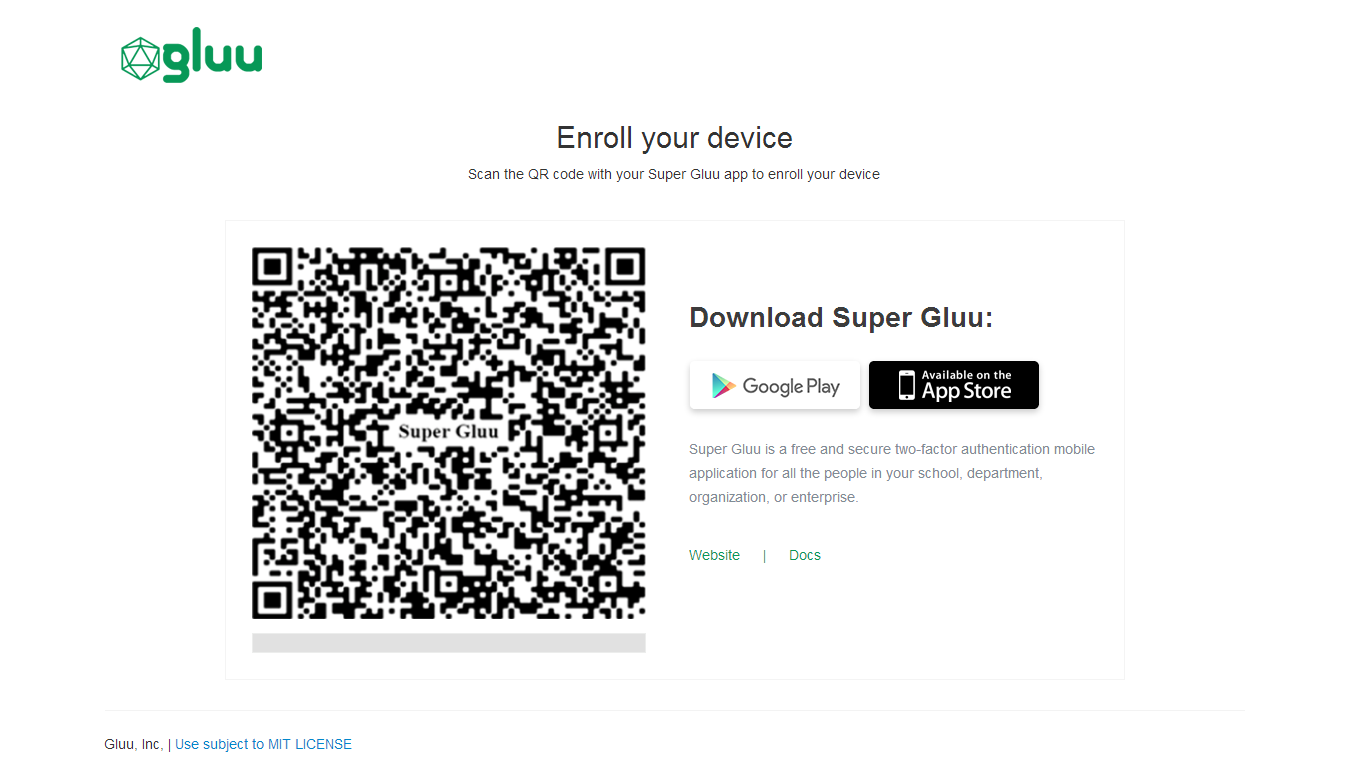 gluu
Enroll your device
Scan the QR code with your Super Gluu app to enroll your device
Super Gluu
Download Super Gluu:
Google Play
Available on the
App Store
Super Gluu is a free and secure two-factor authentication mobile
application for all the people in your school, department,
organization, or enterprise.
Website | Docs
Gluu, Inc, | Use subject to MIT LICENSE